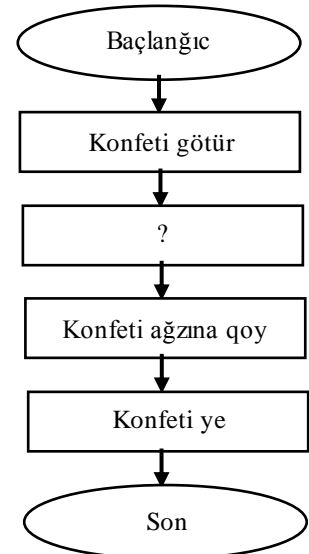 Baçlanğıc
Konfeti götür
?
Konfeti ağzına qoy
Konfeti ye
Son